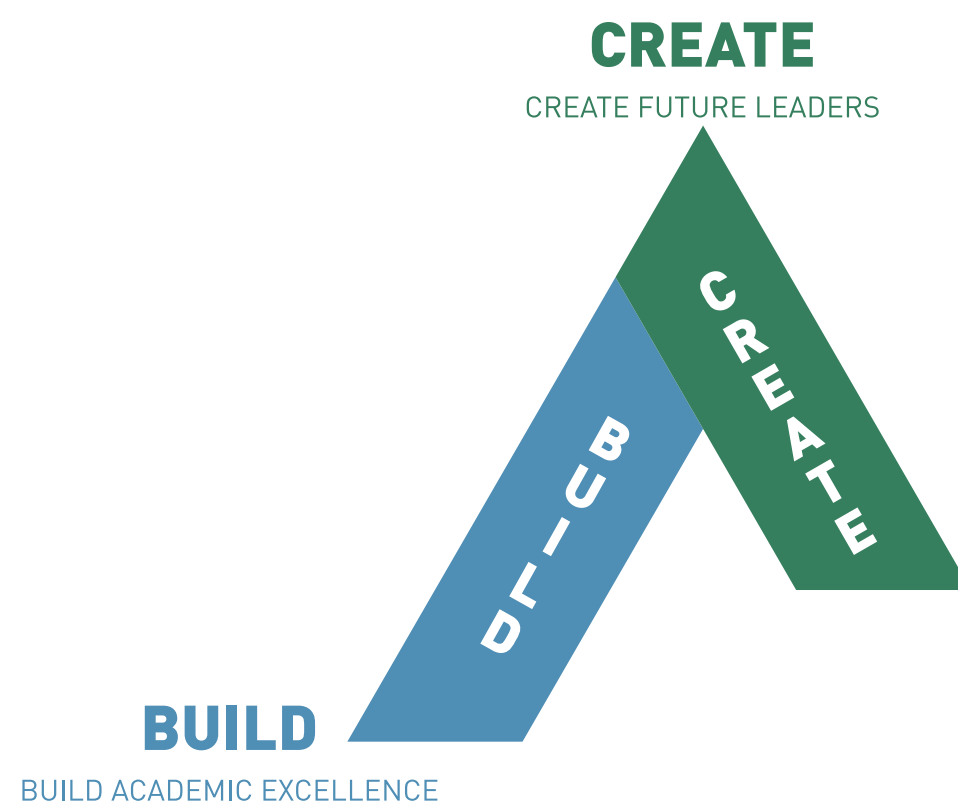 CREATE
CREATE FUTURE LEADERS
CREATE
BUILD
BUILD
BUILD ACADEMIC EXCELLENCE